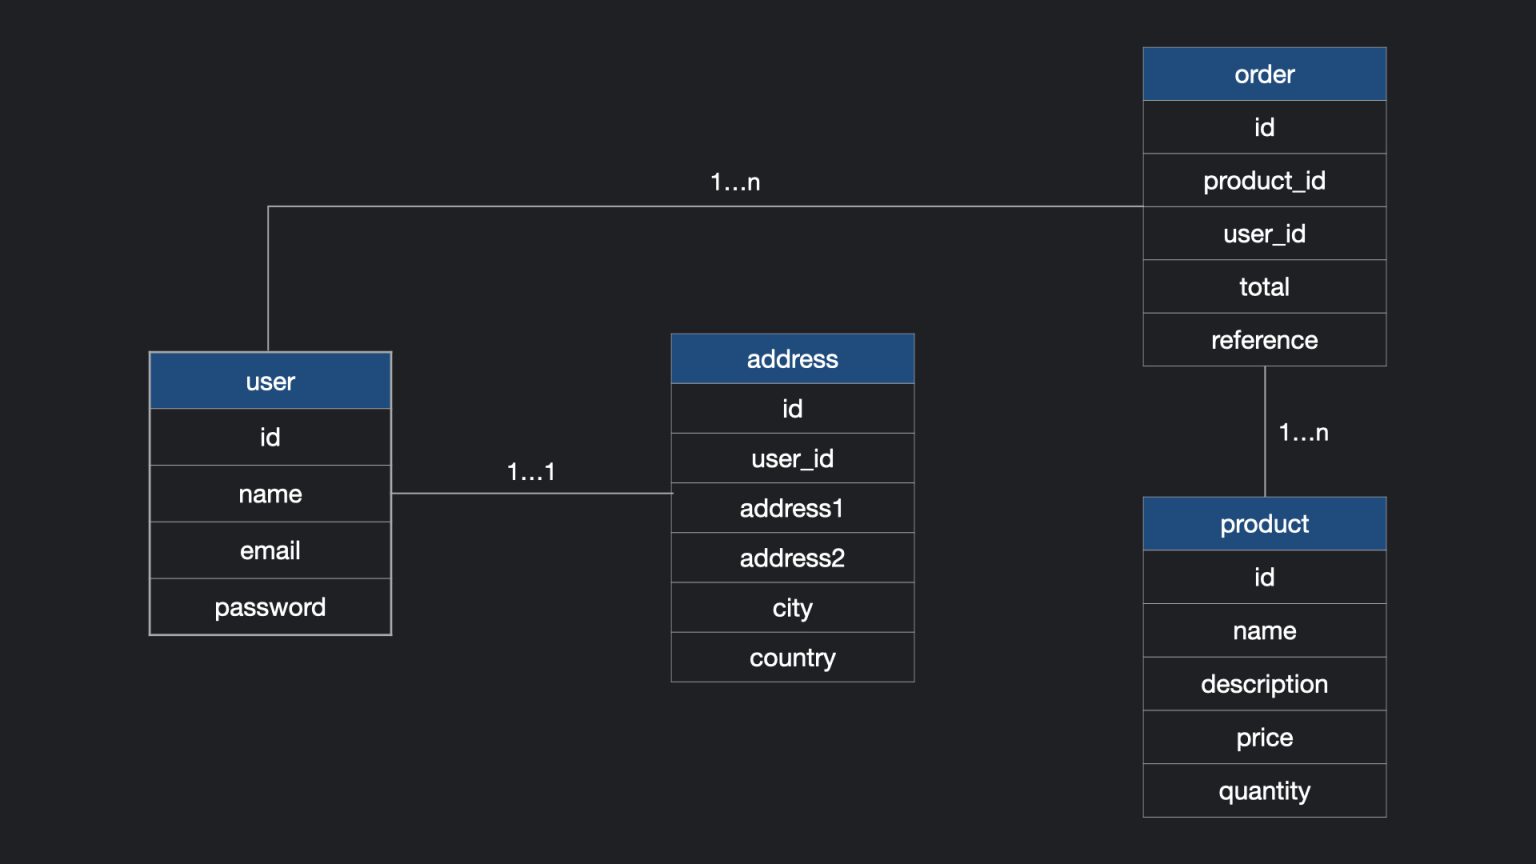 order
id
product_id
user_id
total
reference
1...n
user
id
name
email
password
1...1
address
id
user_id
address1
address2
city
country
1...n
product
id
name
description
price
quantity